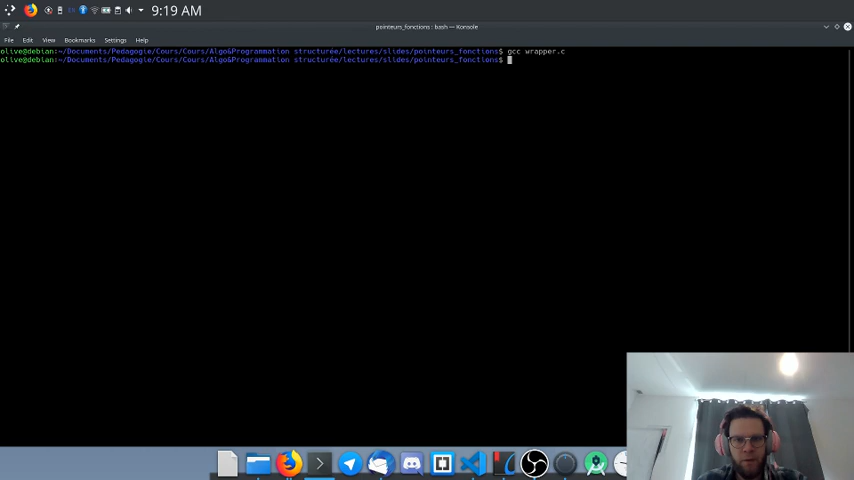 9:19 AM
pointeurs_fonctions : bash — Konsole
File Edit View Bookmarks Settings Help
olive@debian:~/Documents/Pedagogie/Cours/Cours/Algo&Programmation structurée/lectures/slides/pointeurs_fonctions$ gcc wrapper.c
olive@debian:~/Documents/Pedagogie/Cours/Cours/Algo&Programmation structurée/lectures/slides/pointeurs_fonctions$